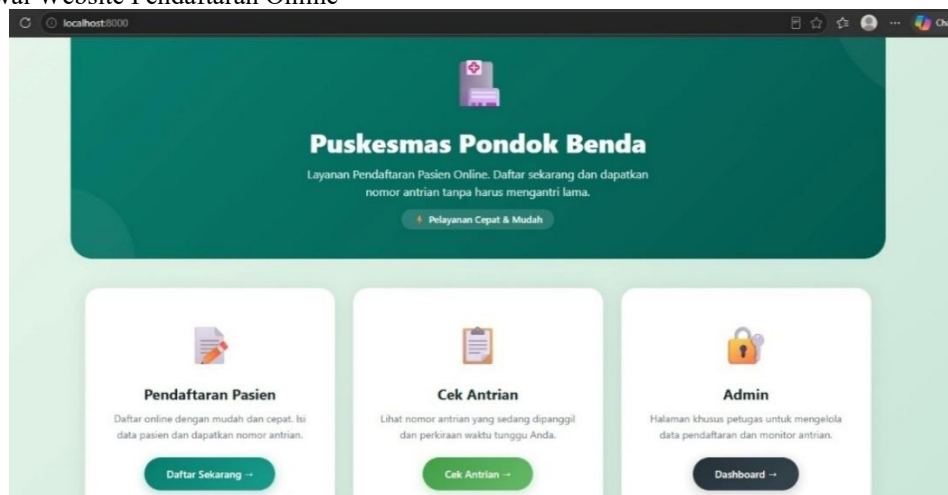 Website Pendaftaran Online
localhost:8000
Puskesmas Pondok Benda
Layanan Pendaftaran Pasien Online. Daftar sekarang dan dapatkan
nomor antrian tanpa harus mengantri lama.
Pelayanan Cepat & Mudah
Pendaftaran Pasien
Daftar online dengan mudah dan cepat. Isi
data pasien dan dapatkan nomor antrian.
Daftar Sekarang →
Cek Antrian
Lihat nomor antrian yang sedang dipanggil
dan perkiraan waktu tunggu Anda.
Cek Antrian →
Admin
Halaman khusus petugas untuk mengelola
data pendaftaran dan monitor antrian.
Dashboard →